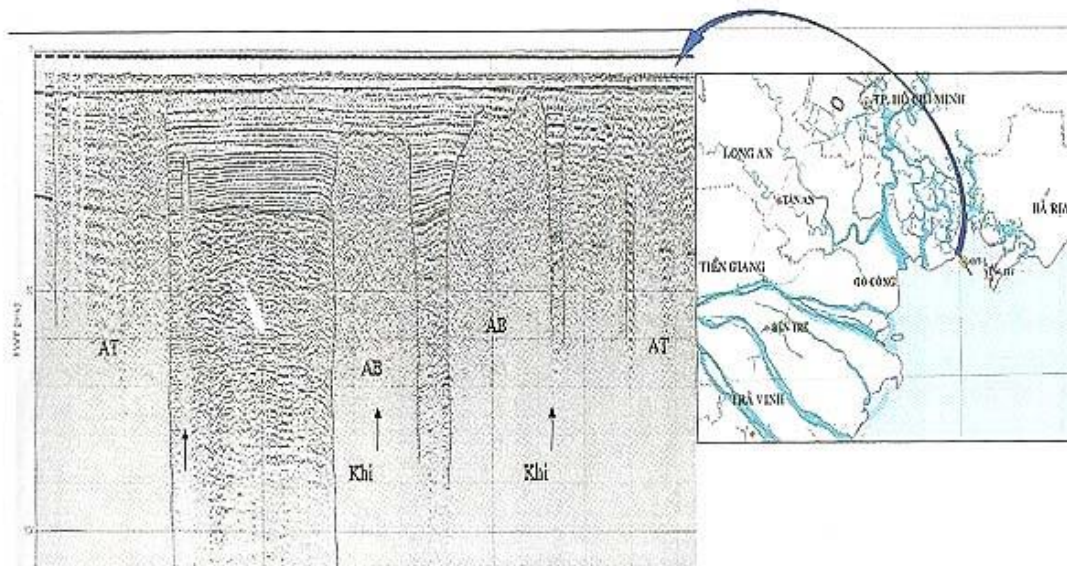 AT
AB
AB
AT
Khi
Khi
TP. HỒ CHÍ MINH
LONG AN
TÂN AN
BÀ RỊA
TIỀN GIANG
GÒ CÔNG
BẾN TRE
TRÀ VINH